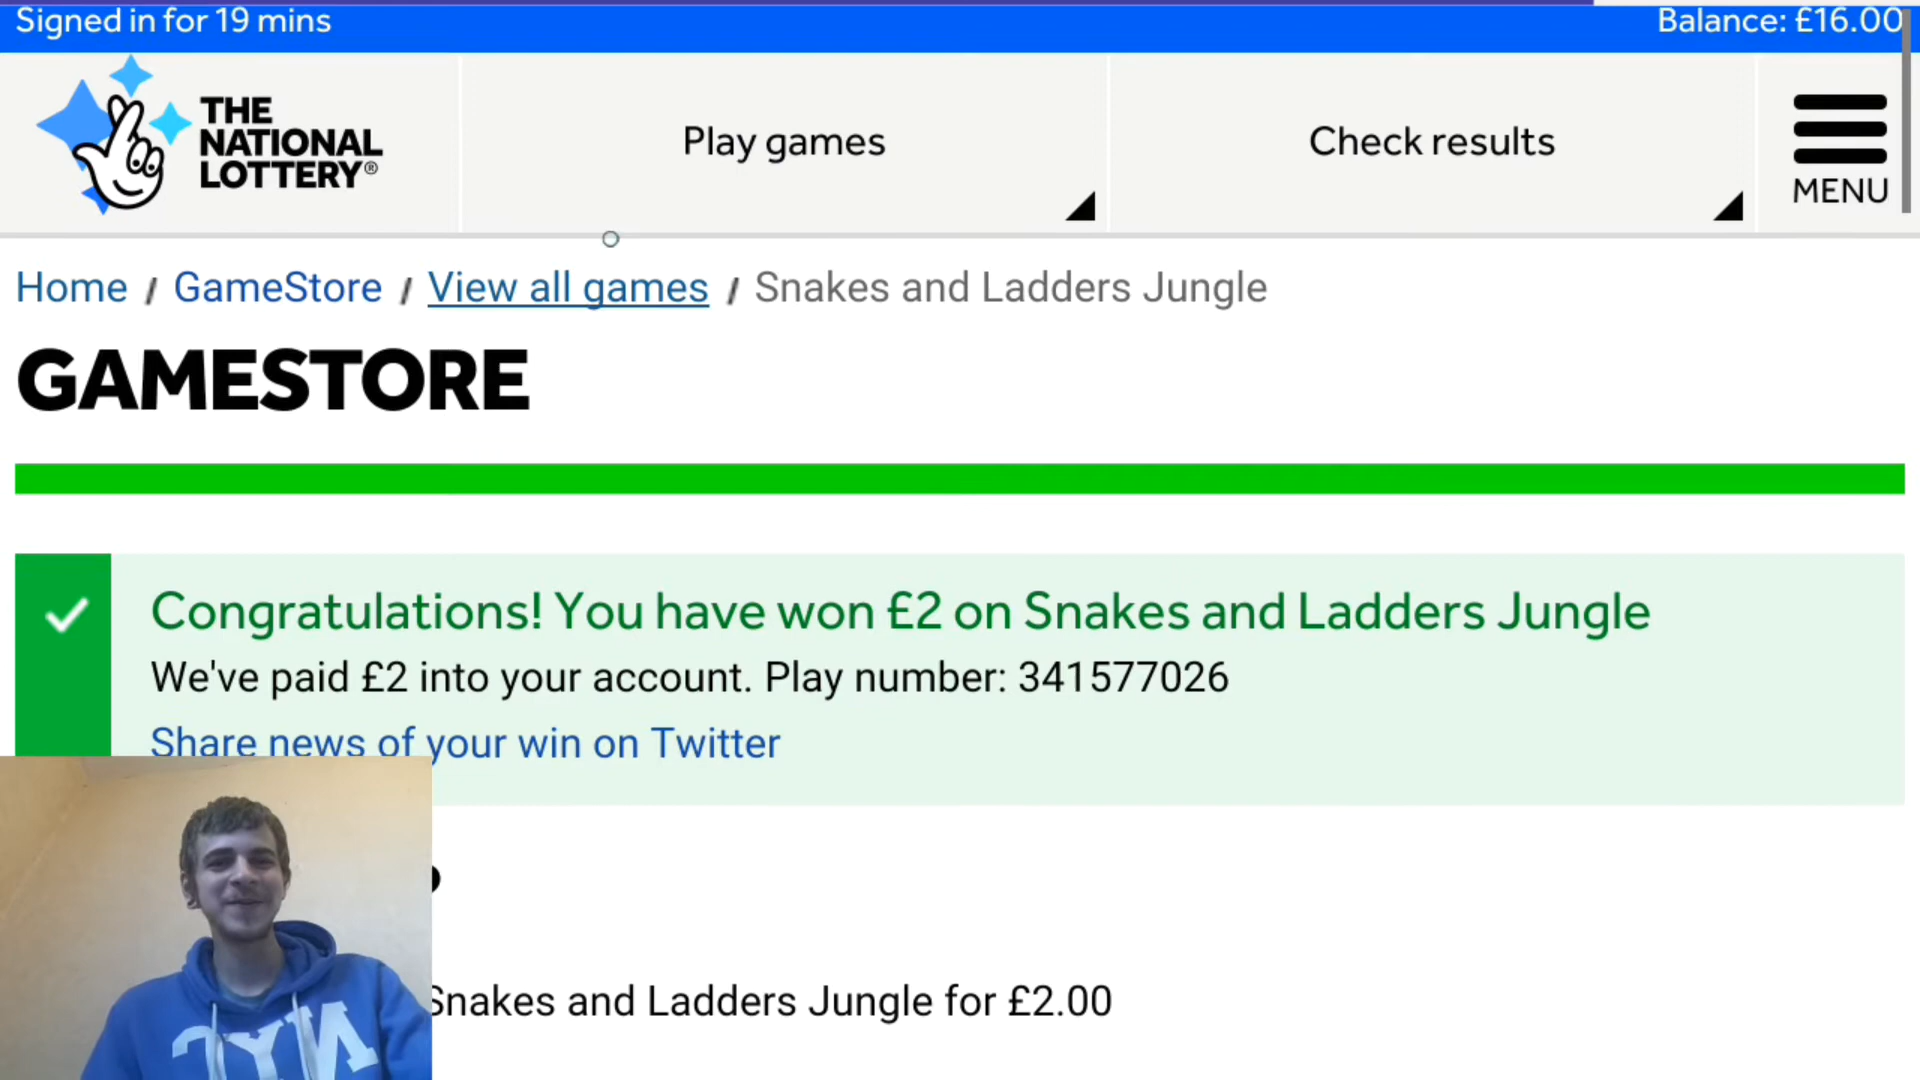 Signed in for 19 mins
Balance: £16.00
THE
NATIONAL
LOTTERY®
Play games
Check results
MENU
Home / GameStore / View all games / Snakes and Ladders Jungle
GAMESTORE
Congratulations! You have won £2 on Snakes and Ladders Jungle
We've paid £2 into your account. Play number: 341577026
Share news of your win on Twitter
Snakes and Ladders Jungle for £2.00
NYC